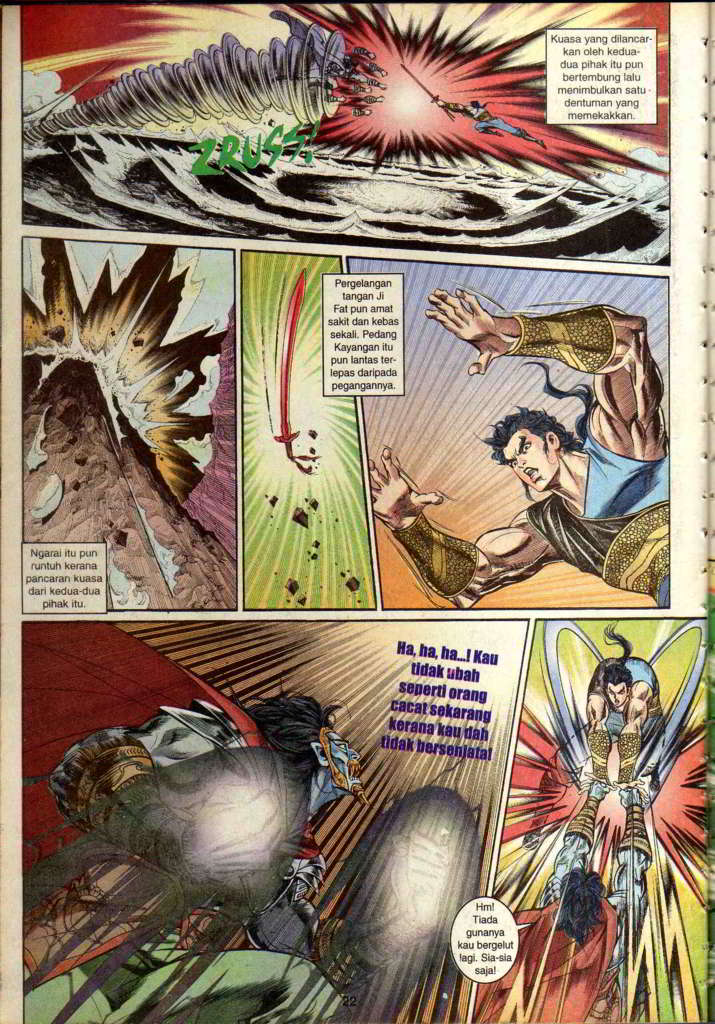 Kuasa yang dilancar-
kan oleh kedua-
dua pihak itu pun
bertembung lalu
menimbulkan satu
dentuman yang
memekakkan.
ZRUSS!
Pergelangan
tangan Ji
Fat pun amat
sakit dan kebas
sekali. Pedang
Kayangan itu
pun lantas ter-
lepas daripada
pegangannya.
Ngarai itu pun
runtuh kerana
pancaran kuasa
dari kedua-dua
pihak itu.
Ha, ha, ha...! Kau
tidak ubah
seperti orang
cacat sekarang
kerana kau dah
tidak bersenjata!
Hm!
Tiada
gunanya
kau bergelut
lagi. Sia-sia
saja!
22